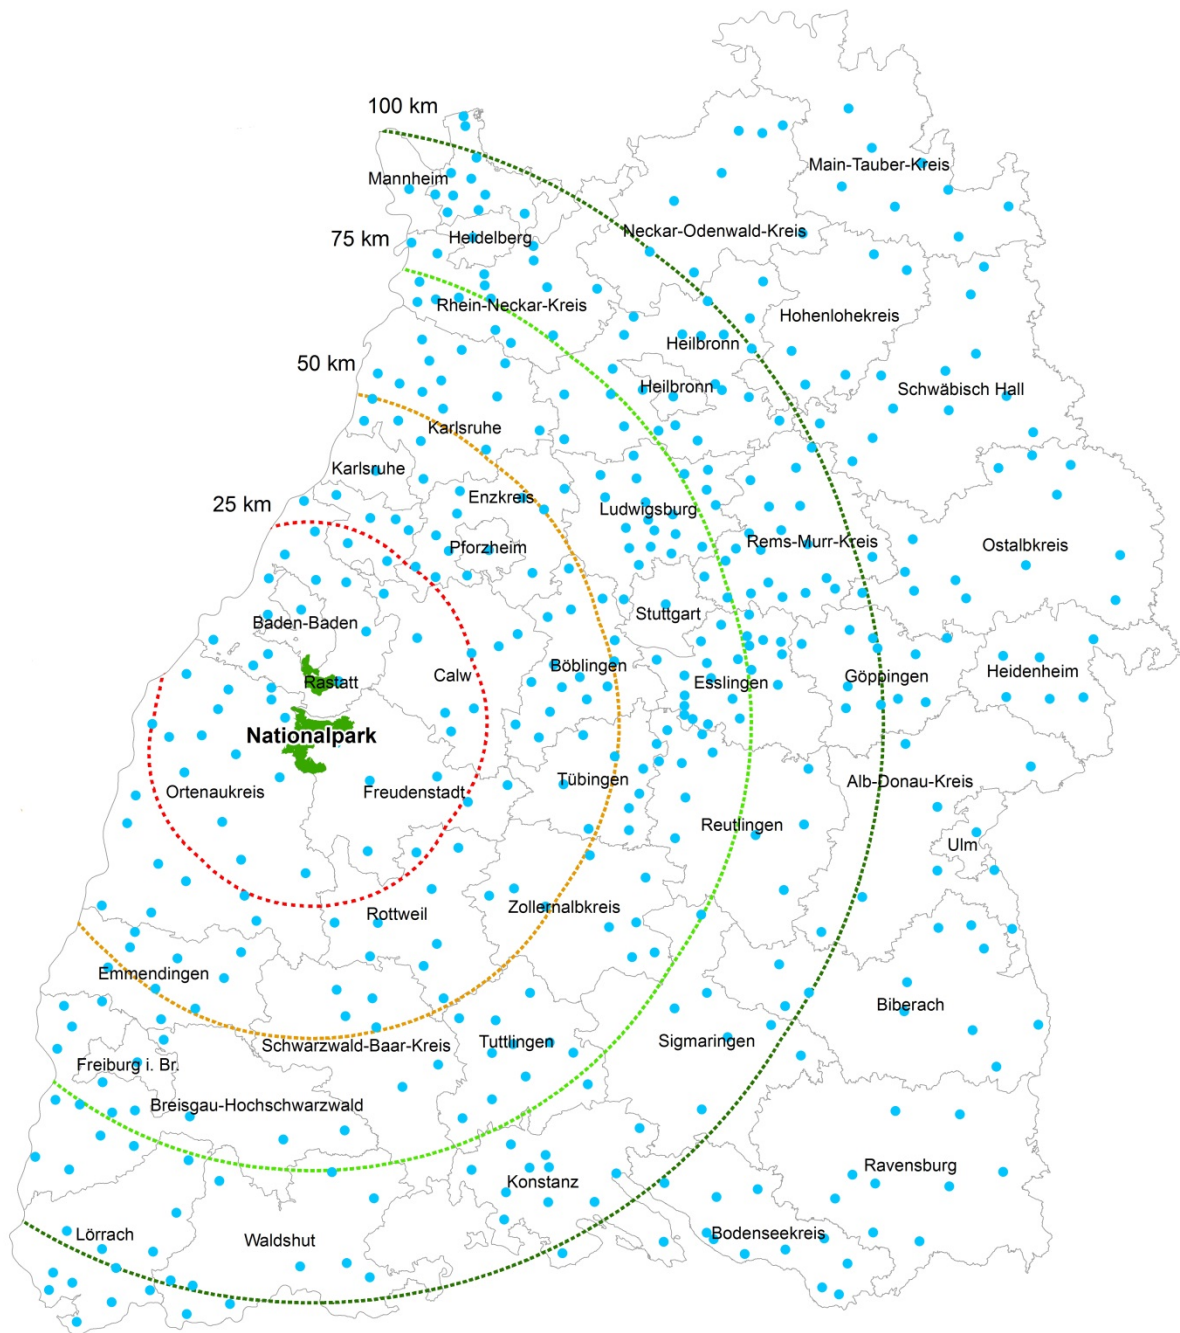 100 km
Main-Tauber-Kreis
Mannheim
Neckar-Odenwald-Kreis
75 km
Heidelberg
Rhein-Neckar-Kreis
Hohenlohekreis
Heilbronn
50 km
Heilbronn
Schwäbisch Hall
Karlsruhe
Karlsruhe
Enzkreis
25 km
Ludwigsburg
Rems-Murr-Kreis
Ostalbkreis
Pforzheim
Stuttgart
Baden-Baden
Böblingen
Heidenheim
Calw
Göppingen
Rastatt
Esslingen
Nationalpark
Tübingen
Alb-Donau-Kreis
Ortenaukreis
Freudenstadt
Reutlingen
Ulm
Zollernalbkreis
Rottweil
Emmendingen
Biberach
Tuttlingen
Sigmaringen
Schwarzwald-Baar-Kreis
Freiburg i. Br.
Breisgau-Hochschwarzwald
Ravensburg
Konstanz
Bodenseekreis
Lörrach
Waldshut